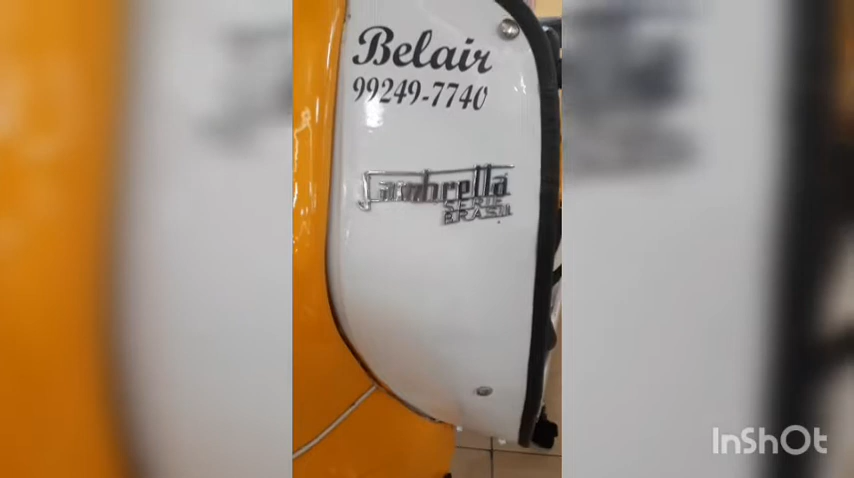 Belair
99249-7740
Lambretta
SERIE
BRASIL
InShOt